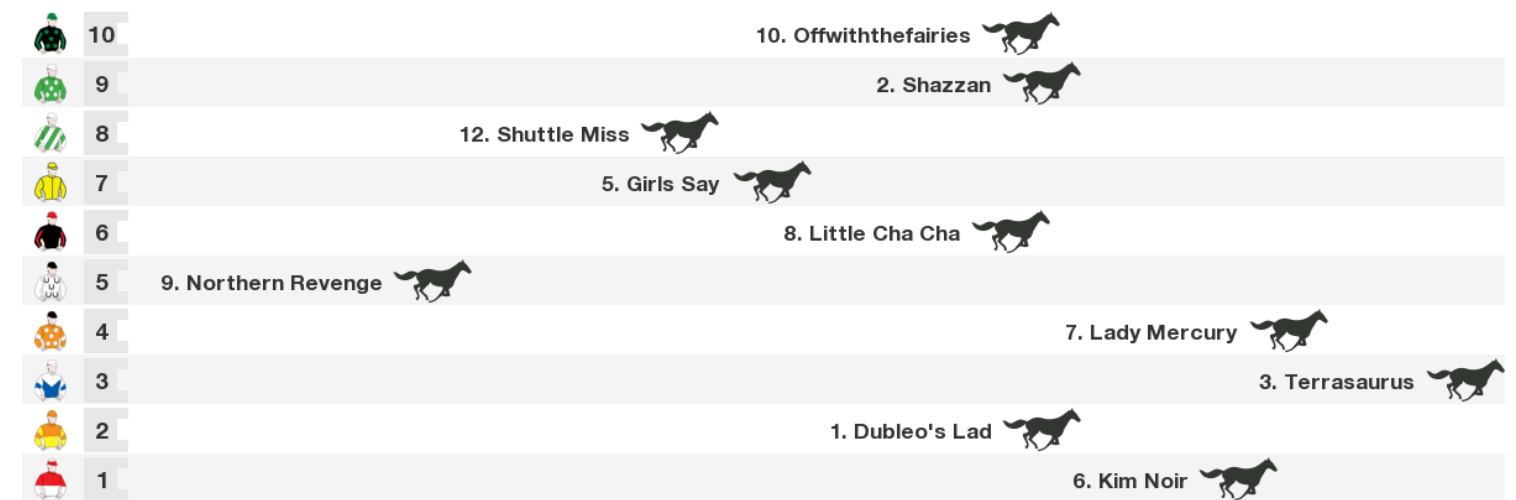 10 10. Offwiththefairies
9 2. Shazzan
8 12. Shuttle Miss
7 5. Girls Say
6 8. Little Cha Cha
5 9. Northern Revenge
4 7. Lady Mercury
3 3. Terrasaurus
2 1. Dubleo's Lad
1 6. Kim Noir